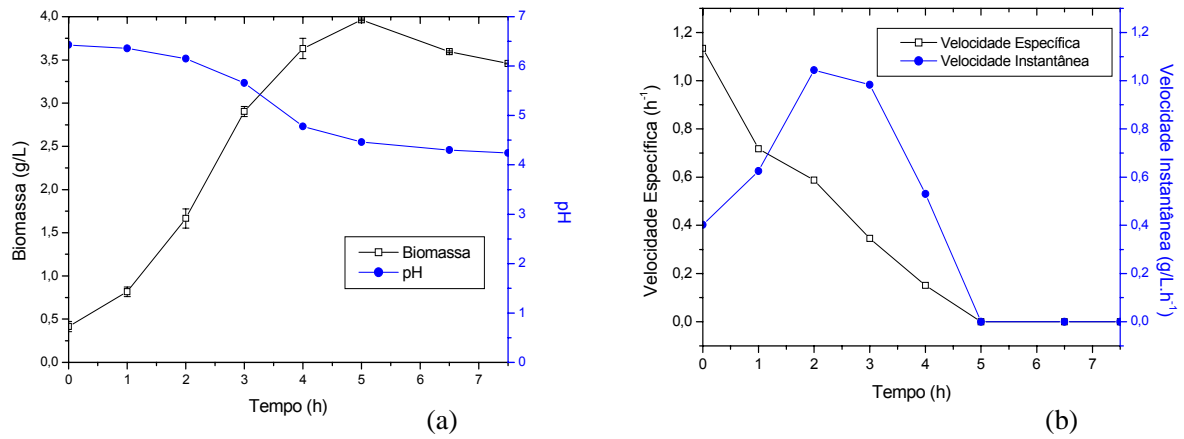 4,0
3,5
3,0
2,5
2,0
1,5
1,0
0,5
0,0
Biomassa (g/L)
7
6
5
4
3
2
1
0
pH
Biomassa
pH
0 1 2 3 4 5 6 7
Tempo (h)
(a)
1,2
1,0
0,8
0,6
0,4
0,2
0,0
Velocidade Específica (h⁻¹)
Velocidade Específica
Velocidade Instantânea
1,2
1,0
0,8
0,6
0,4
0,2
0,0
Velocidade Instantânea (g/L.h⁻¹)
0 1 2 3 4 5 6 7
Tempo (h)
(b)